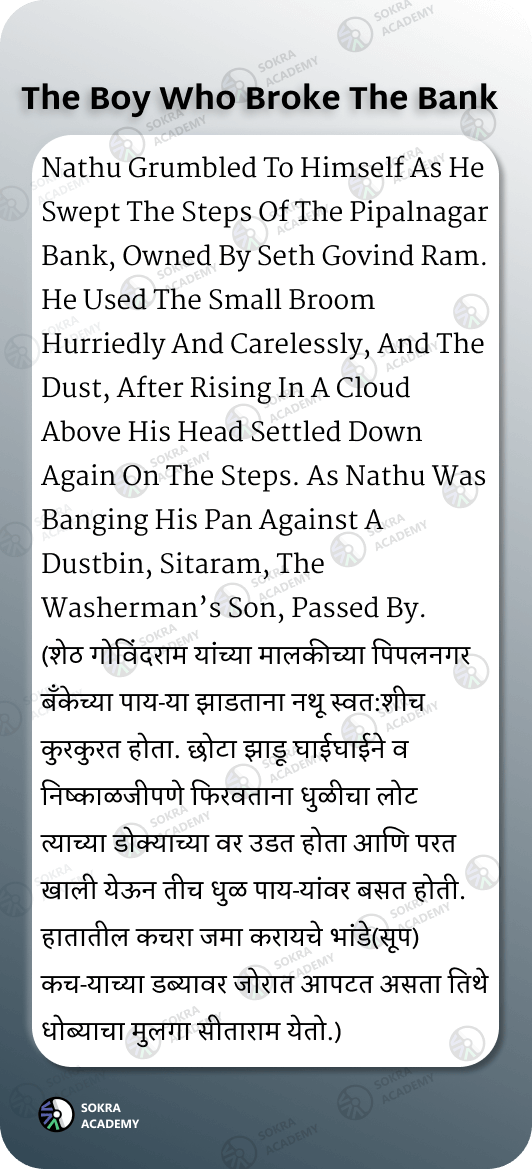 The Boy Who Broke The Bank
Nathu Grumbled To Himself As He
Swept The Steps Of The Pipalnagar
Bank, Owned By Seth Govind Ram.
He Used The Small Broom
Hurriedly And Carelessly, And The
Dust, After Rising In A Cloud
Above His Head Settled Down
Again On The Steps. As Nathu Was
Banging His Pan Against A
Dustbin, Sitaram, The
Washerman’s Son, Passed By.
(शेठ गोविंदराम यांच्या मालकीच्या पिपलनगर
बँकेच्या पाय-या झाडताना नथू स्वत:शीच
कुरकुरत होता. छोटा झाडू घाईघाईने व
निष्काळजीपणे फिरवताना धुळीचा लोट
त्याच्या डोक्याच्या वर उडत होता आणि परत
खाली येऊन तीच धुळ पाय-यांवर बसत होती.
हातातील कचरा जमा करायचे भांडे(सूप)
कच-याच्या डब्यावर जोरात आपटत असता तिथे
धोब्याचा मुलगा सीताराम येतो.)
SOKRA
ACADEMY